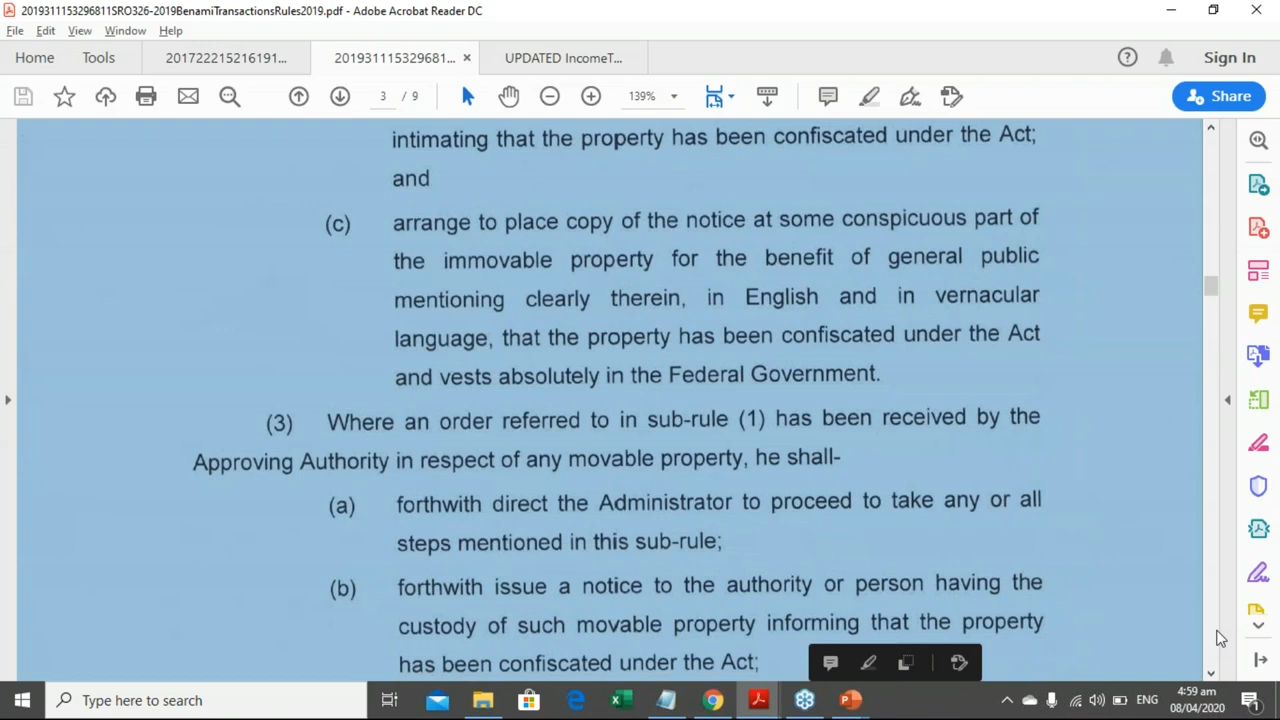 201931115329681​1SRO326-2019BenamiTransactionsRules2019.pdf - Adobe Acrobat Reader DC
File Edit View Window Help
Home Tools 201722215216191... 201931115329681... × UPDATED IncomeT... Sign In
3 / 9 139% Share
intimating that the property has been confiscated under the Act;
and
(c) arrange to place copy of the notice at some conspicuous part of
the immovable property for the benefit of general public
mentioning clearly therein, in English and in vernacular
language, that the property has been confiscated under the Act
and vests absolutely in the Federal Government.
(3) Where an order referred to in sub-rule (1) has been received by the
Approving Authority in respect of any movable property, he shall-
(a) forthwith direct the Administrator to proceed to take any or all
steps mentioned in this sub-rule;
(b) forthwith issue a notice to the authority or person having the
custody of such movable property informing that the property
has been confiscated under the Act;
Type here to search ENG 4:59 am
08/04/2020